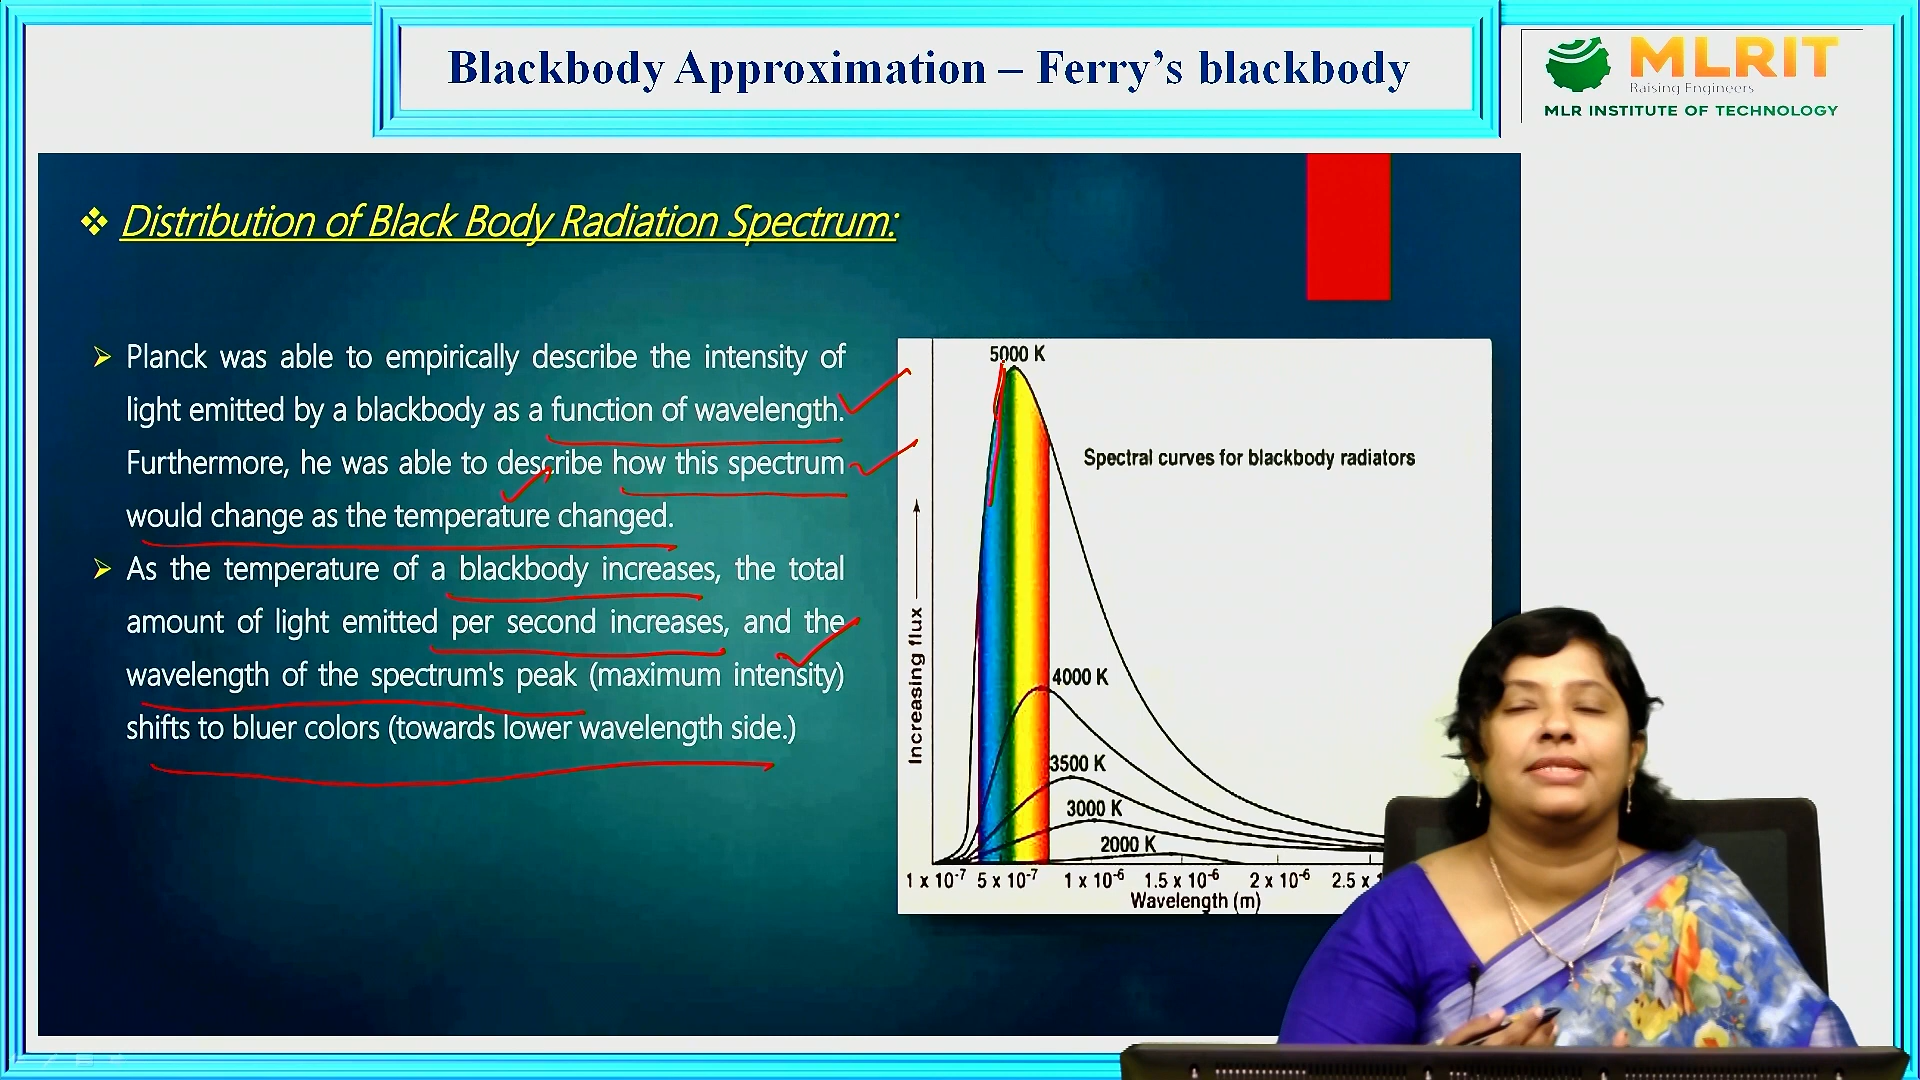 Blackbody Approximation – Ferry's blackbody
MLRIT
Raising Engineers
MLR INSTITUTE OF TECHNOLOGY
Distribution of Black Body Radiation Spectrum:
Planck was able to empirically describe the intensity of
light emitted by a blackbody as a function of wavelength.
Furthermore, he was able to describe how this spectrum
would change as the temperature changed.
As the temperature of a blackbody increases, the total
amount of light emitted per second increases, and the
wavelength of the spectrum's peak (maximum intensity)
shifts to bluer colors (towards lower wavelength side.)
5000 K
Spectral curves for blackbody radiators
Increasing flux
4000 K
3500 K
3000 K
2000 K
1 x 10⁻⁷ 5 x 10⁻⁷ 1 x 10⁻⁶ 1.5 x 10⁻⁶ 2 x 10⁻⁶ 2.5 x
Wavelength (m)